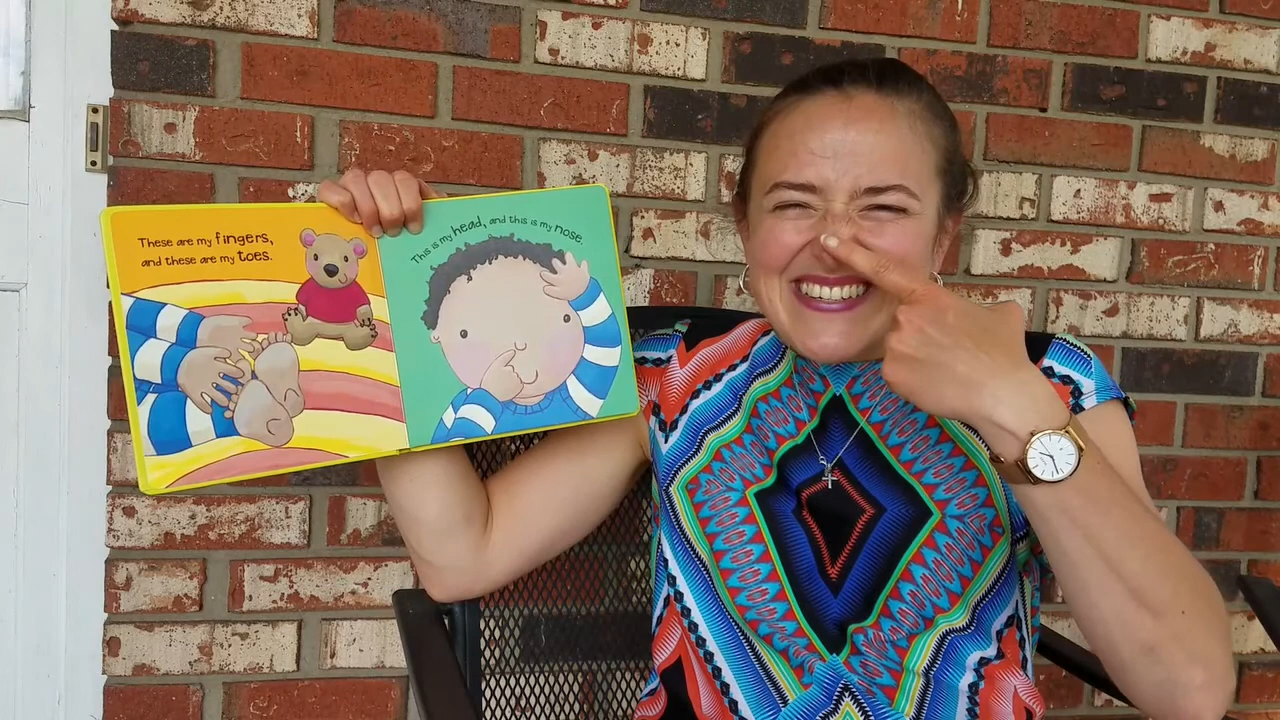 These are my fingers,
and these are my toes.
This is my head, and this is my nose.